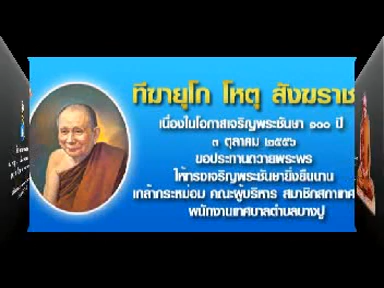 ทีฆายุโก โหตุ สังฆราช
เนื่องในโอกาสเจริญพระชันษา ๑๐๐ ปี
๓ ตุลาคม ๒๕๕๖
ขอประทานถวายพระพร
ให้ทรงเจริญพระชันษายิ่งยืนนาน
เกล้ากระหม่อม คณะผู้บริหาร สมาชิกสภาเทศ
พนักงานเทศบาลตำบลบางปู